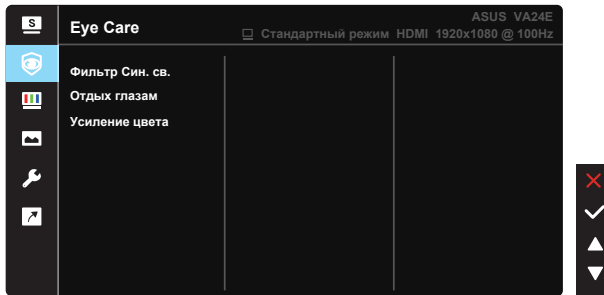 S
Eye Care
ASUS VA24E
Стандартный режим HDMI 1920x1080 @ 100Hz
Фильтр Син. св.
Отдых глазам
Усиление цвета